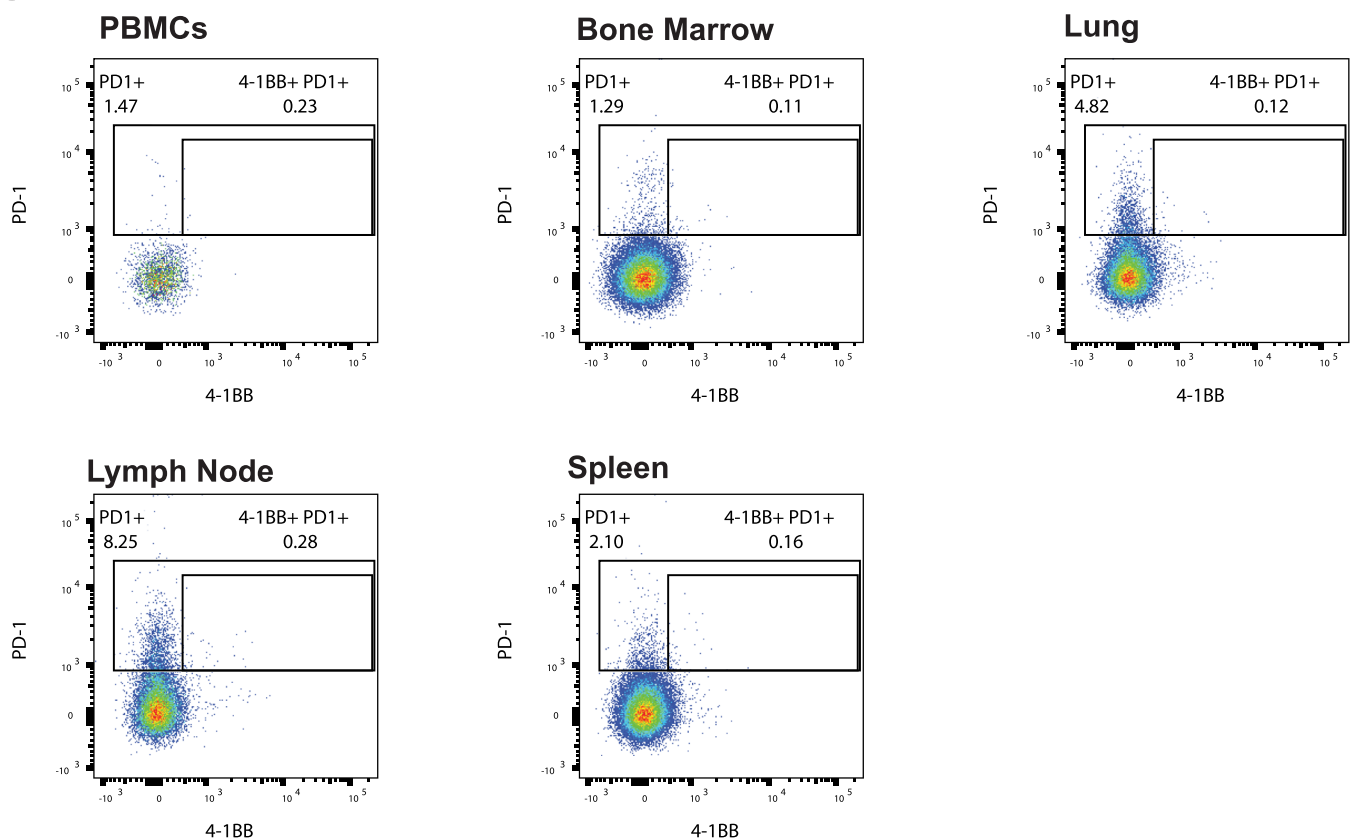 PBMCs
PD1+ 4-1BB+ PD1+
1.47 0.23
10 5
10 4
10 3
0
-10 3
PD-1
-10 3 0 10 3 10 4 10 5
4-1BB
Bone Marrow
PD1+ 4-1BB+ PD1+
1.29 0.11
10 5
10 4
10 3
0
-10 3
PD-1
-10 3 0 10 3 10 4 10 5
4-1BB
Lung
PD1+ 4-1BB+ PD1+
4.82 0.12
10 5
10 4
10 3
0
-10 3
PD-1
-10 3 0 10 3 10 4 10 5
4-1BB
Lymph Node
PD1+ 4-1BB+ PD1+
8.25 0.28
10 5
10 4
10 3
0
-10 3
PD-1
-10 3 0 10 3 10 4 10 5
4-1BB
Spleen
PD1+ 4-1BB+ PD1+
2.10 0.16
10 5
10 4
10 3
0
-10 3
PD-1
-10 3 0 10 3 10 4 10 5
4-1BB